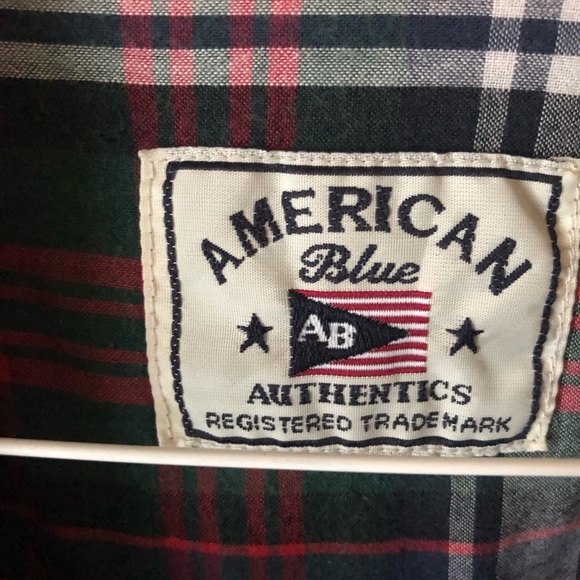 AMERICAN
Blue
AB
AUTHENTICS
REGISTERED TRADEMARK